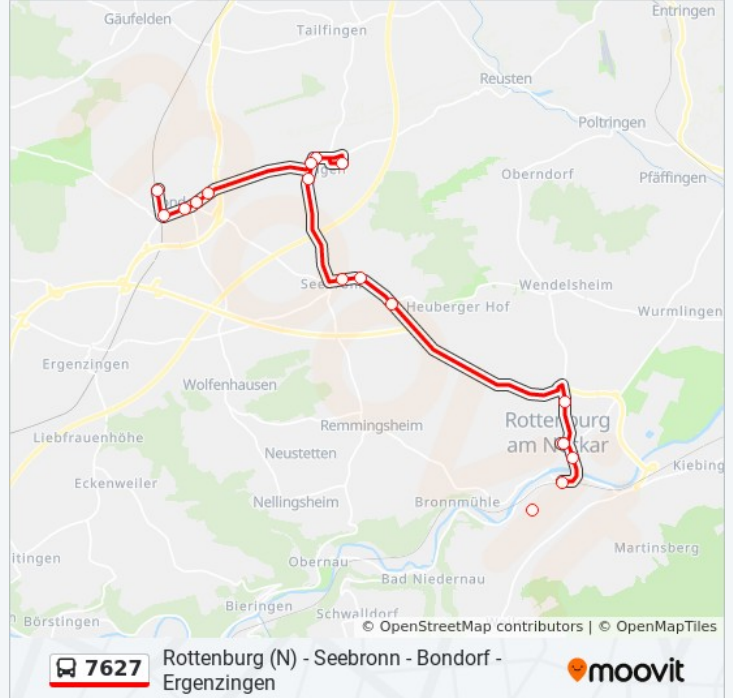 Gäufelden
Tailfingen
Entringen
Reusten
Poltringen
Oberndorf
Pfäffingen
Wendelsheim
Heuberger Hof
Wurmlingen
Ergenzingen
Wolfenhausen
Rottenburg
am Neckar
Remmingsheim
Liebfrauenhöhe
Neustetten
Kiebing
Eckenweiler
Nellingsheim
Bronnmühle
itingen
Obernau
Martinsberg
Bad Niedernau
Bieringen
Schwalldorf
Börstingen
© OpenStreetMap contributors | © OpenMapTiles
7627
Rottenburg (N) - Seebronn - Bondorf -
Ergenzingen
moovit